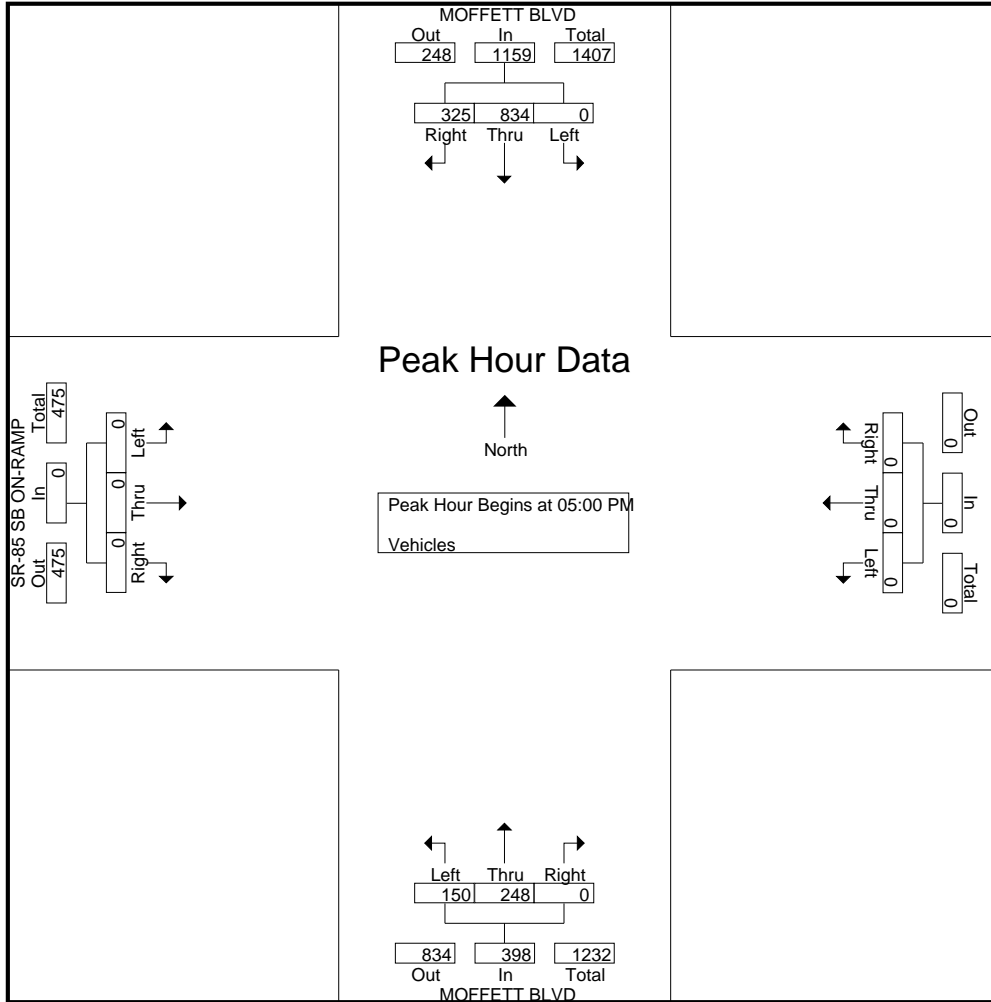 MOFFETT BLVD
Out In Total
248 1159 1407
325 834 0
Right Thru Left
Peak Hour Data
North
Peak Hour Begins at 05:00 PM
Vehicles
SR-85 SB ON-RAMP
Out In Total
475 0 475
0 0 0
Right Thru Left
Out In Total
0 0 0
Right Thru Left
0 0 0
Left Thru Right
150 248 0
834 398 1232
Out In Total
MOFFETT BLVD